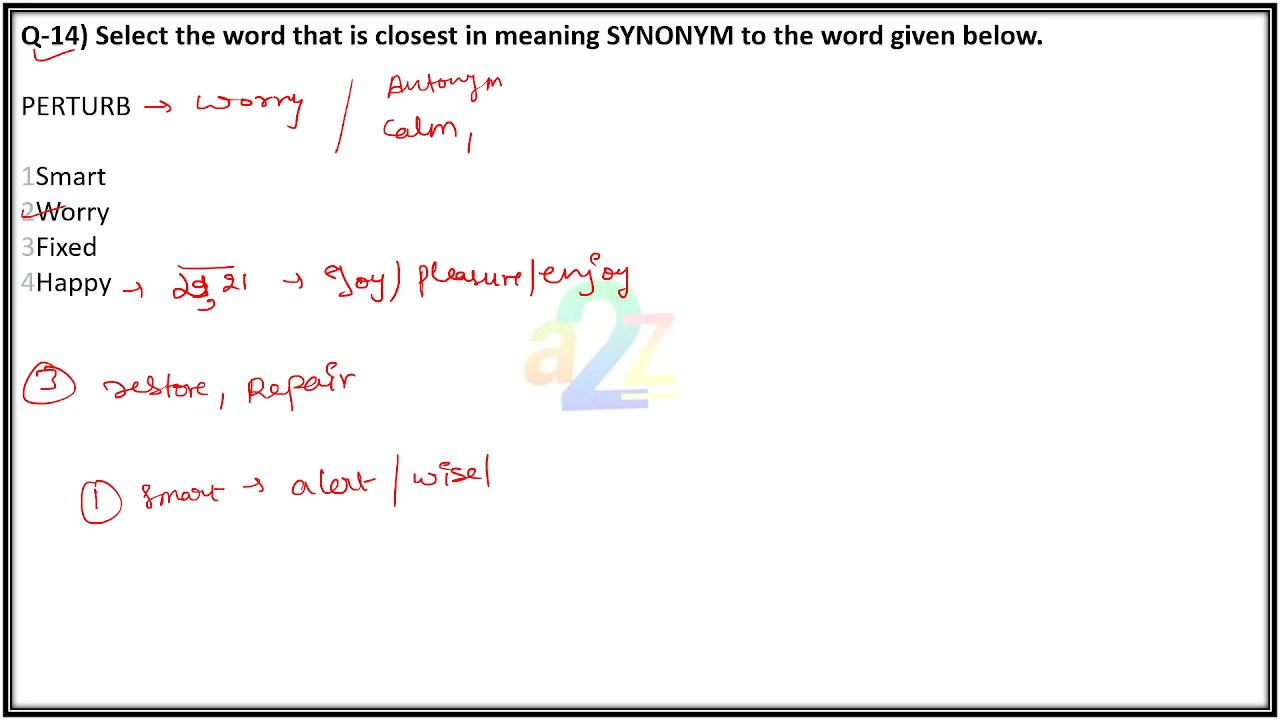 Q-14) Select the word that is closest in meaning SYNONYM to the word given below.
PERTURB → worry / Antonym
calm,
1Smart
2Worry
3Fixed
4Happy → → Joy/pleasure/enjoy
a2z
③ restore, Repair
① smart → alert/wise/